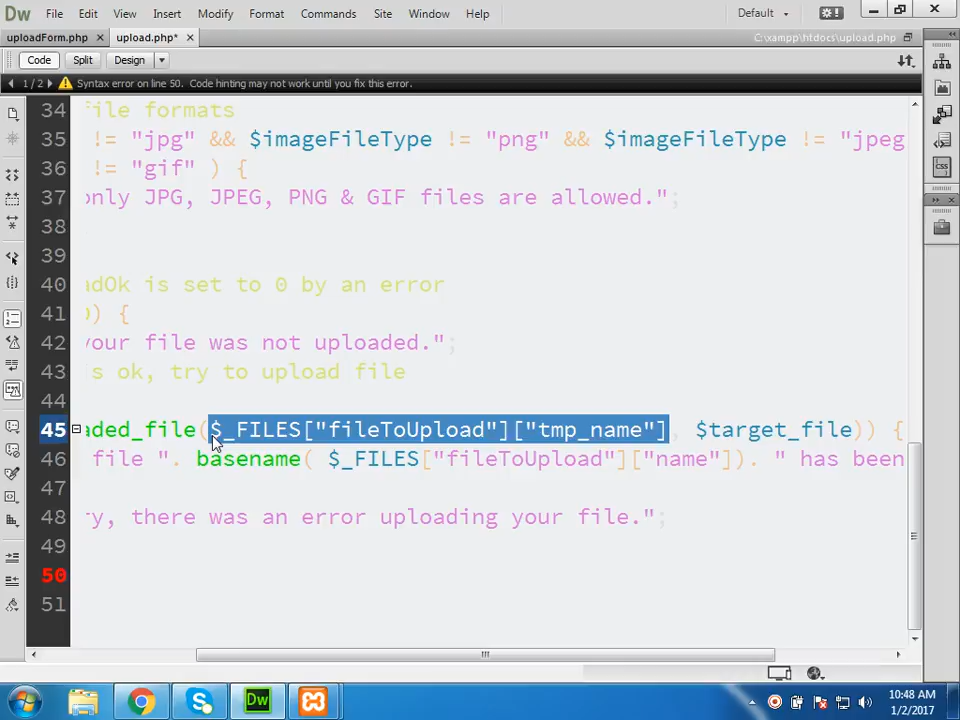 Dw File Edit View Insert Modify Format Commands Site Window Help Default
uploadForm.php upload.php* C:\xampp\htdocs\upload.php
Code Split Design
1/2 Syntax error on line 50. Code hinting may not work until you fix this error.
34 file formats
35 != "jpg" && $imageFileType != "png" && $imageFileType != "jpeg
36 != "gif" ) {
37 only JPG, JPEG, PNG & GIF files are allowed.";
38
39
40 adOk is set to 0 by an error
41 ) {
42 your file was not uploaded.";
43 s ok, try to upload file
44
45 aded_file($_FILES["fileToUpload"]["tmp_name"], $target_file)) {
46 file ". basename( $_FILES["fileToUpload"]["name"]). " has been
47
48 ry, there was an error uploading your file.";
49
50
51
CSS
Dw
10:48 AM
1/2/2017